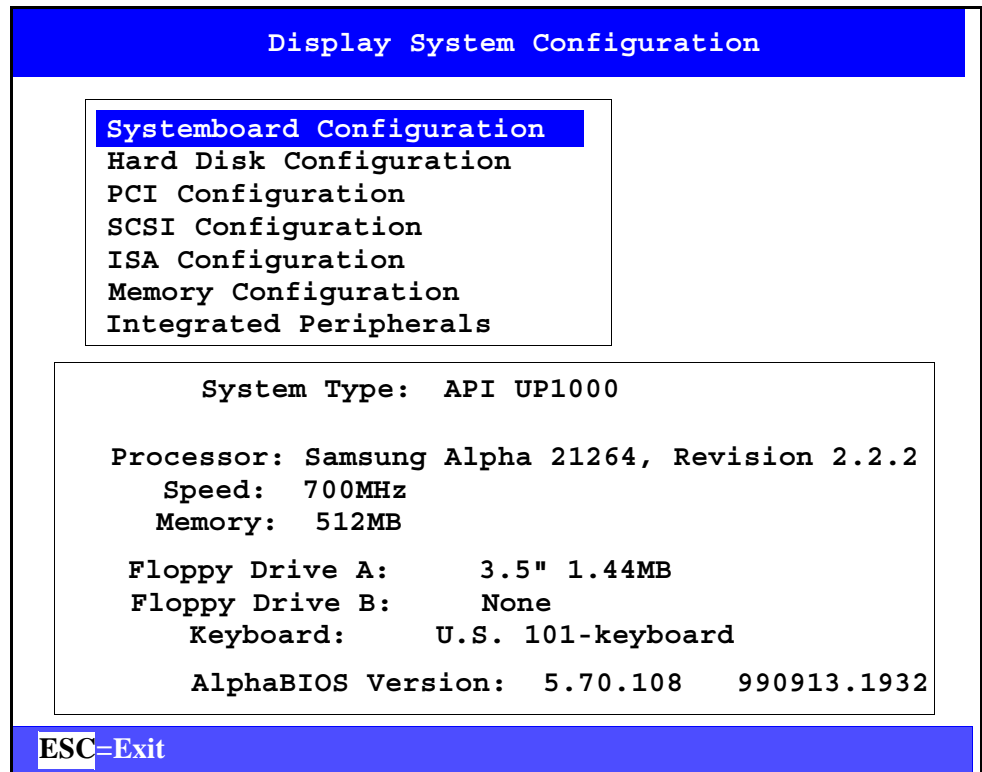 Display System Configuration
Systemboard Configuration
Hard Disk Configuration
PCI Configuration
SCSI Configuration
ISA Configuration
Memory Configuration
Integrated Peripherals
System Type: API UP1000
Processor: Samsung Alpha 21264, Revision 2.2.2
Speed: 700MHz
Memory: 512MB
Floppy Drive A: 3.5" 1.44MB
Floppy Drive B: None
Keyboard: U.S. 101-keyboard
AlphaBIOS Version: 5.70.108 990913.1932
ESC=Exit